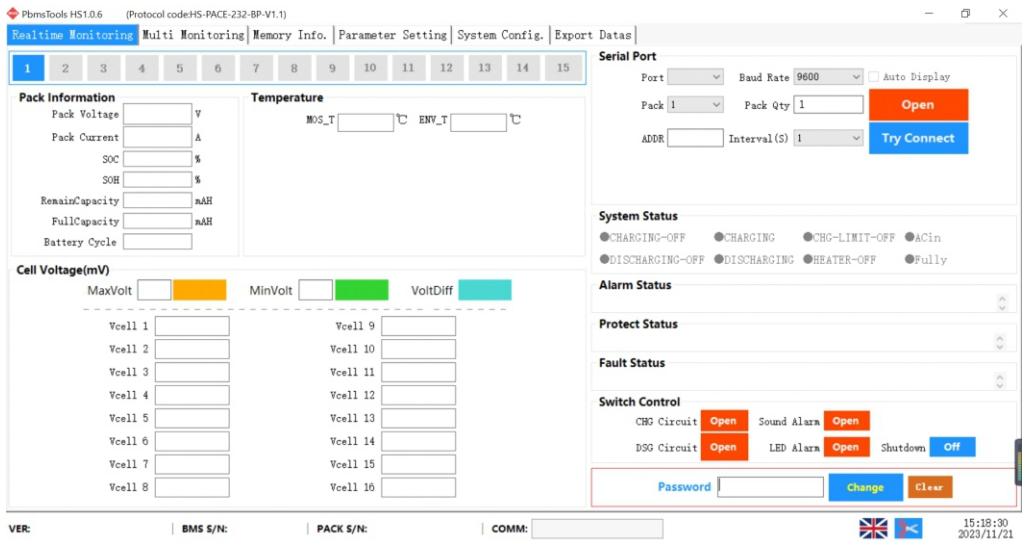 PbmsTools HS1.0.6 (Protocol code:HS-PACE-232-BP-V1.1)
Realtime Monitoring Multi Monitoring Memory Info. Parameter Setting System Config. Export Datas
1 2 3 4 5 6 7 8 9 10 11 12 13 14 15
Pack Information
Pack Voltage V
Pack Current A
SOC %
SOH %
RemainCapacity mAH
FullCapacity mAH
Battery Cycle
Temperature
MOS_T ℃ ENV_T ℃
Cell Voltage(mV)
MaxVolt MinVolt VoltDiff
Vcell 1 Vcell 9
Vcell 2 Vcell 10
Vcell 3 Vcell 11
Vcell 4 Vcell 12
Vcell 5 Vcell 13
Vcell 6 Vcell 14
Vcell 7 Vcell 15
Vcell 8 Vcell 16
Serial Port
Port Baud Rate 9600 Auto Display
Pack 1 Pack Qty 1 Open
ADDR Interval(S) 1 Try Connect
System Status
CHARGING-OFF CHARGING CHG-LIMIT-OFF ACin
DISCHARGING-OFF DISCHARGING HEATER-OFF Fully
Alarm Status
Protect Status
Fault Status
Switch Control
CHG Circuit Open Sound Alarm Open
DSG Circuit Open LED Alarm Open Shutdown Off
Password Change Clear
VER: BMS S/N: PACK S/N: COMM:
15:18:30
2023/11/21